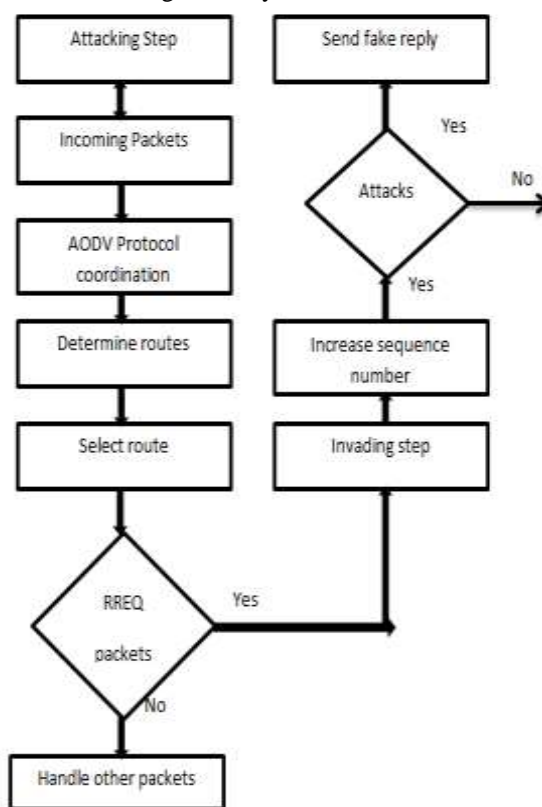 Attacking Step
Incoming Packets
AODV Protocol
coordination
Determine routes
Select route
RREQ
packets
Yes
No
Handle other packets
Send fake reply
Yes
Attacks
No
Yes
Increase sequence
number
Invading step